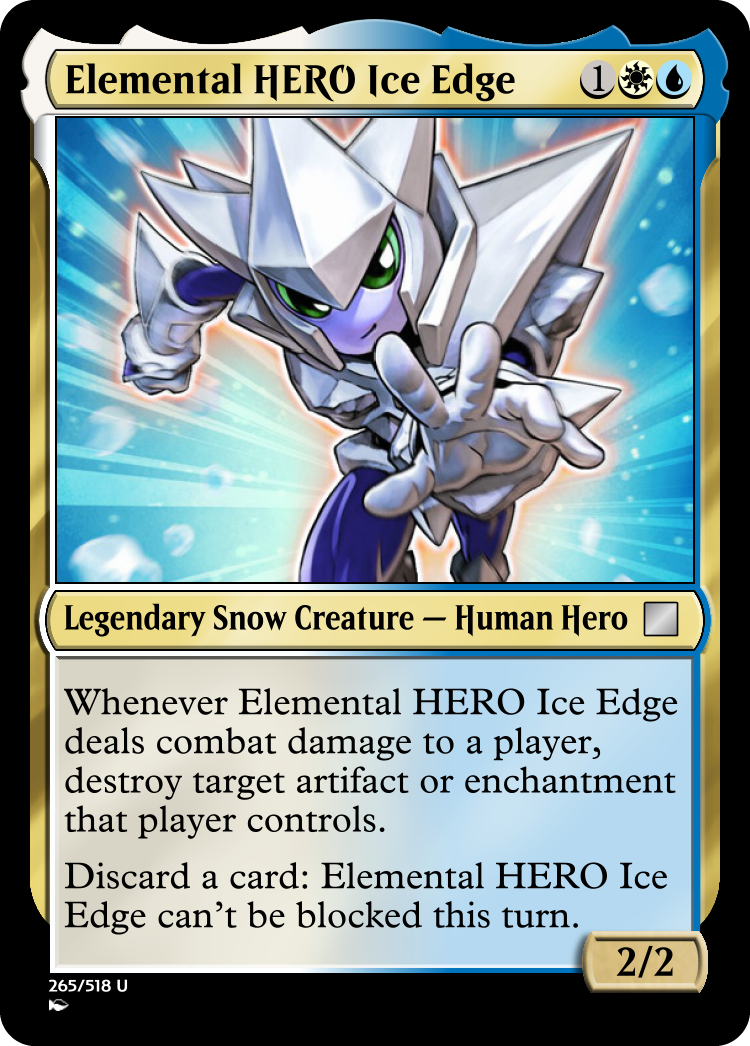 Elemental HERO Ice Edge 1
Legendary Snow Creature — Human Hero
Whenever Elemental HERO Ice Edge
deals combat damage to a player,
destroy target artifact or enchantment
that player controls.
Discard a card: Elemental HERO Ice
Edge can’t be blocked this turn.
2/2
265/518 U